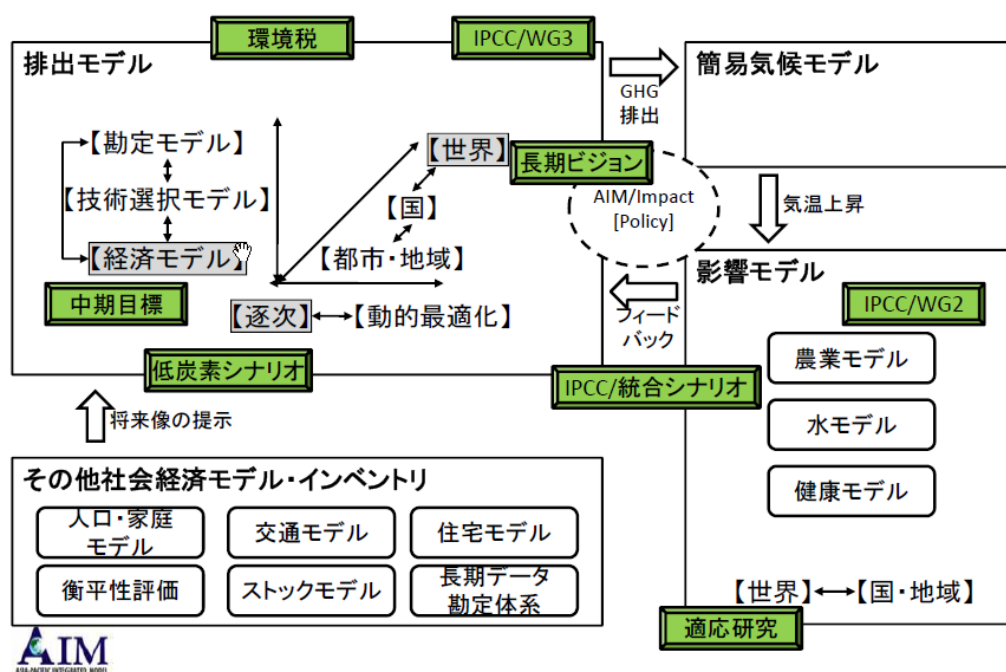 環境税
IPCC/WG3
排出モデル
【勘定モデル】
【技術選択モデル】
【経済モデル】
中期目標
【世界】
【国】
【都市・地域】
【逐次】
【動的最適化】
低炭素シナリオ
長期ビジョン
GHG
排出
簡易気候モデル
AIM/Impact
[Policy]
気温上昇
フィード
バック
影響モデル
IPCC/WG2
農業モデル
水モデル
健康モデル
IPCC/統合シナリオ
【世界】
【国・地域】
適応研究
将来像の提示
その他社会経済モデル・インベントリ
人口・家庭
モデル
交通モデル
住宅モデル
衡平性評価
ストックモデル
長期データ
勘定体系
AIM
ASIA-PACIFIC INTEGRATED MODEL